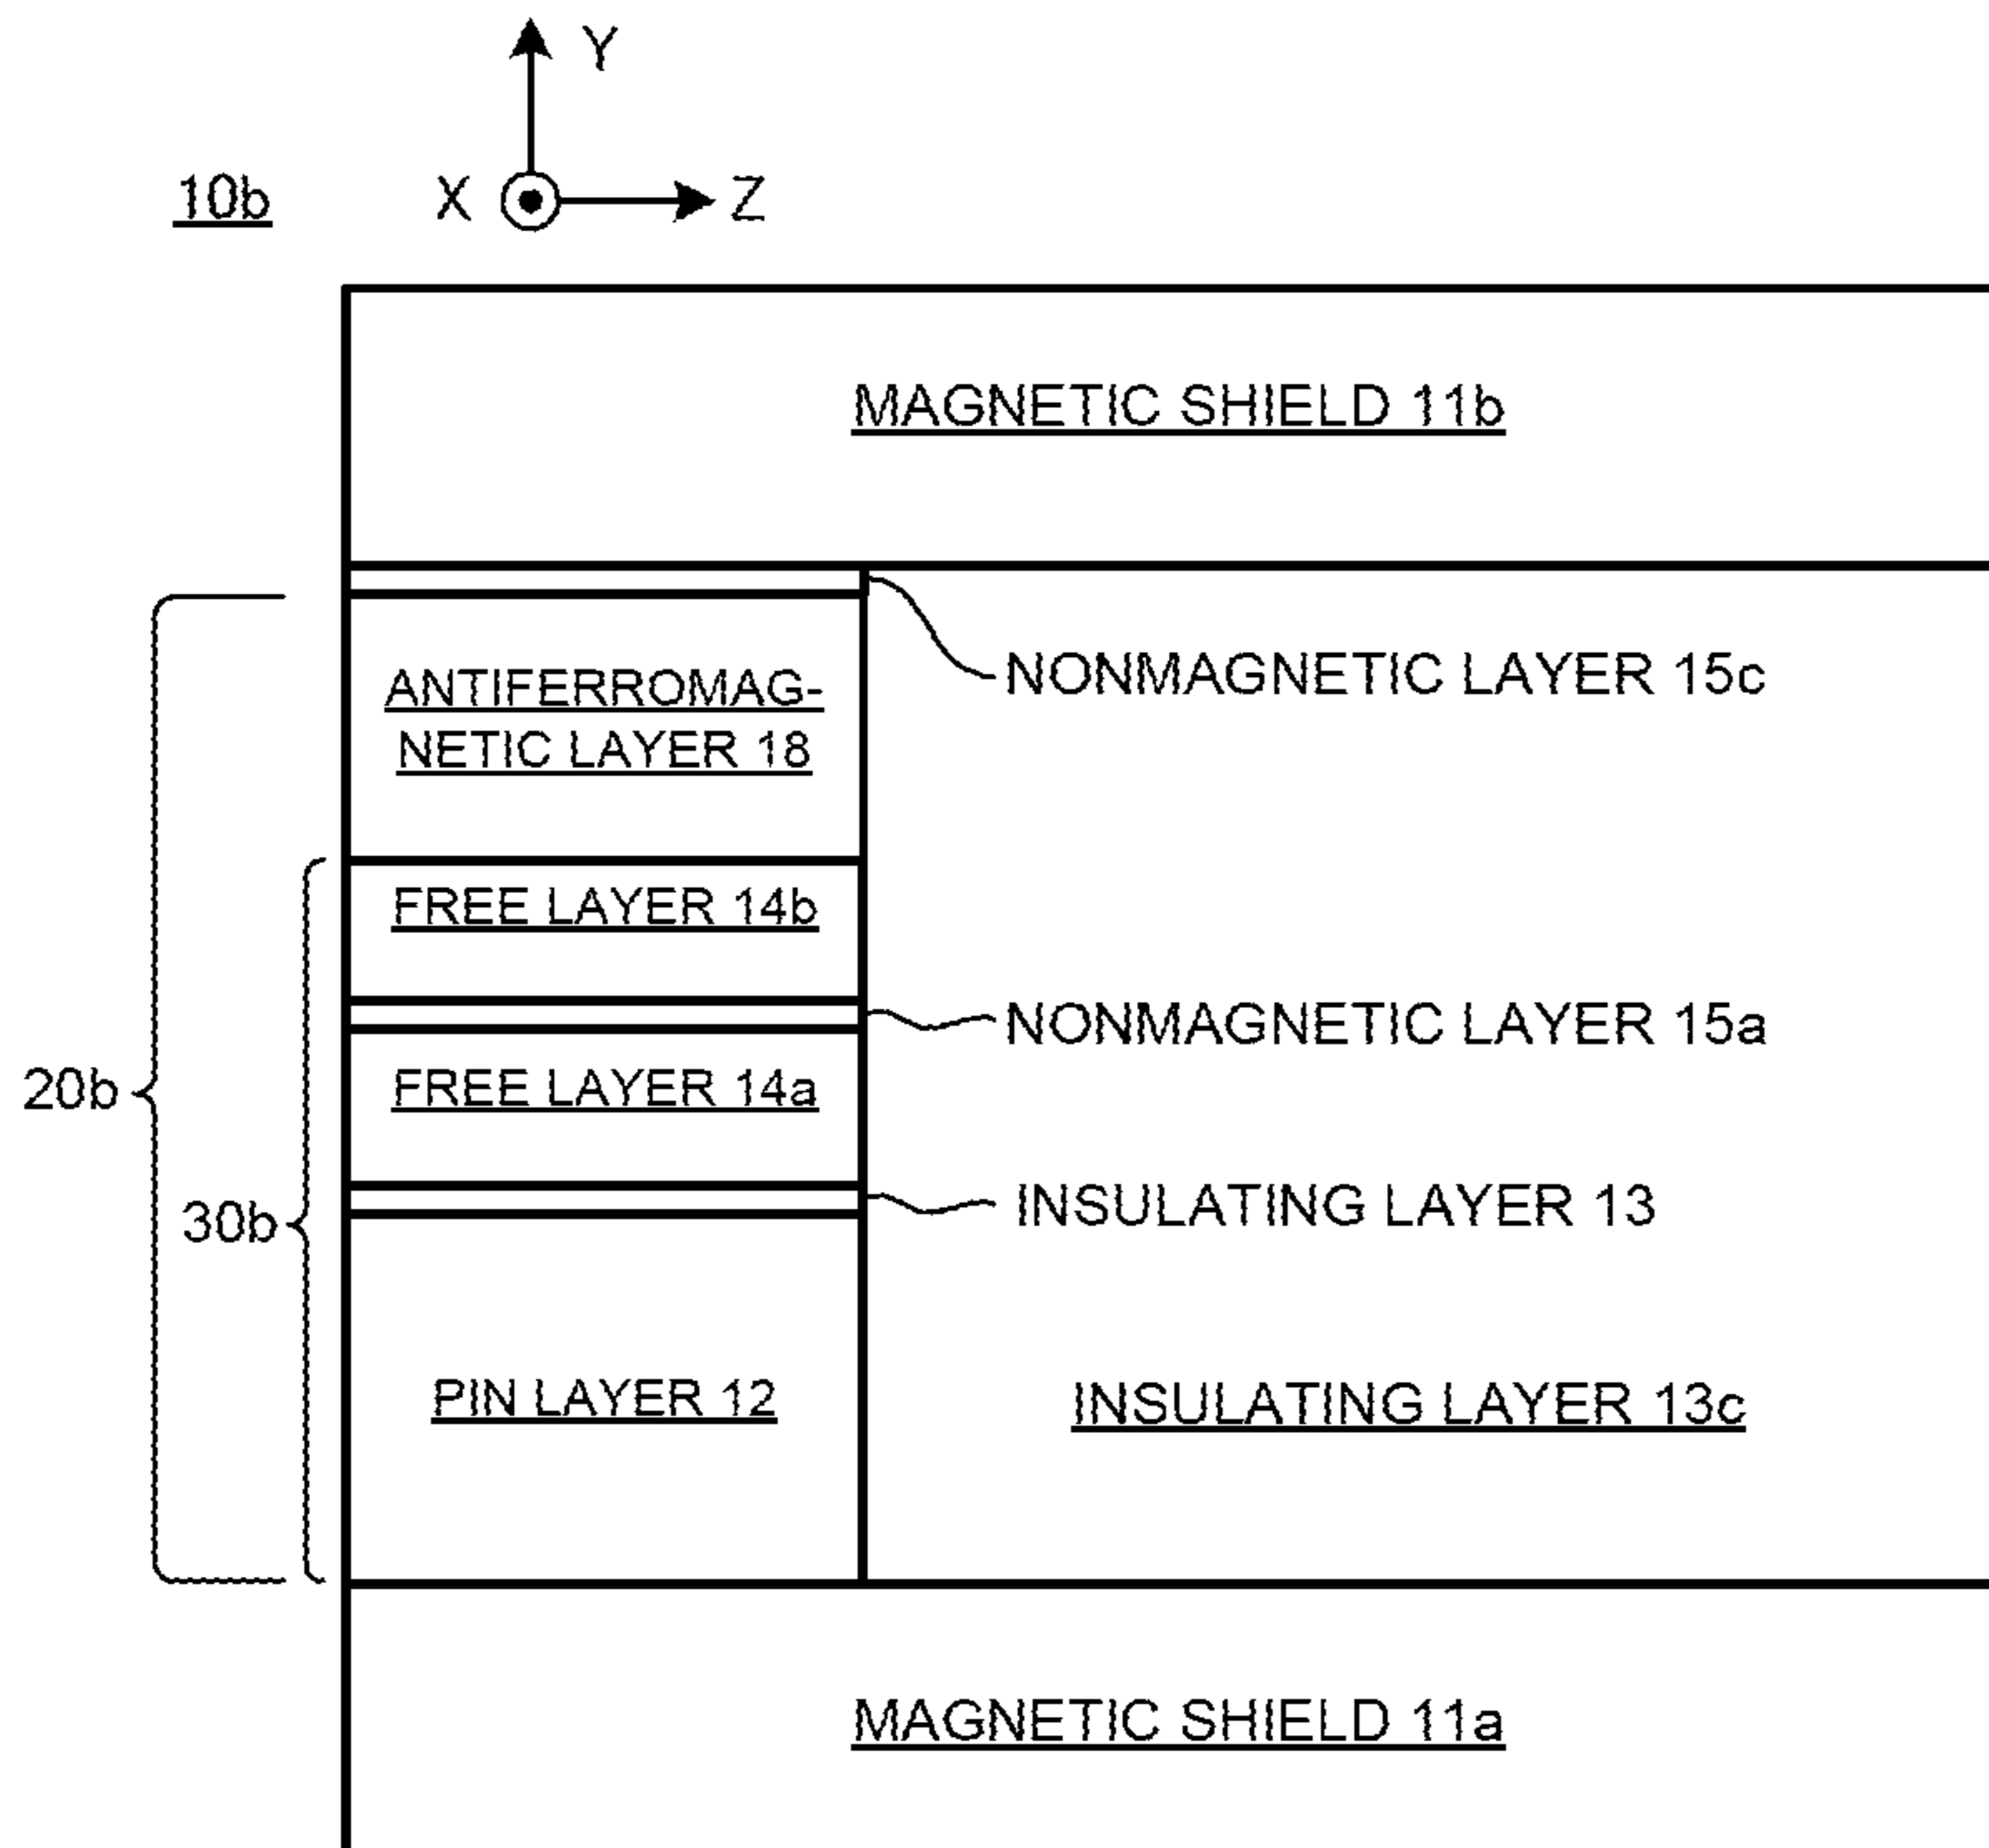 Y
10b
X
Z
MAGNETIC SHIELD 11b
NONMAGNETIC LAYER 15c
ANTIFERROMAG-
NETIC LAYER 18
FREE LAYER 14b
NONMAGNETIC LAYER 15a
20b
FREE LAYER 14a
30b
INSULATING LAYER 13
PIN LAYER 12
INSULATING LAYER 13c
MAGNETIC SHIELD 11a